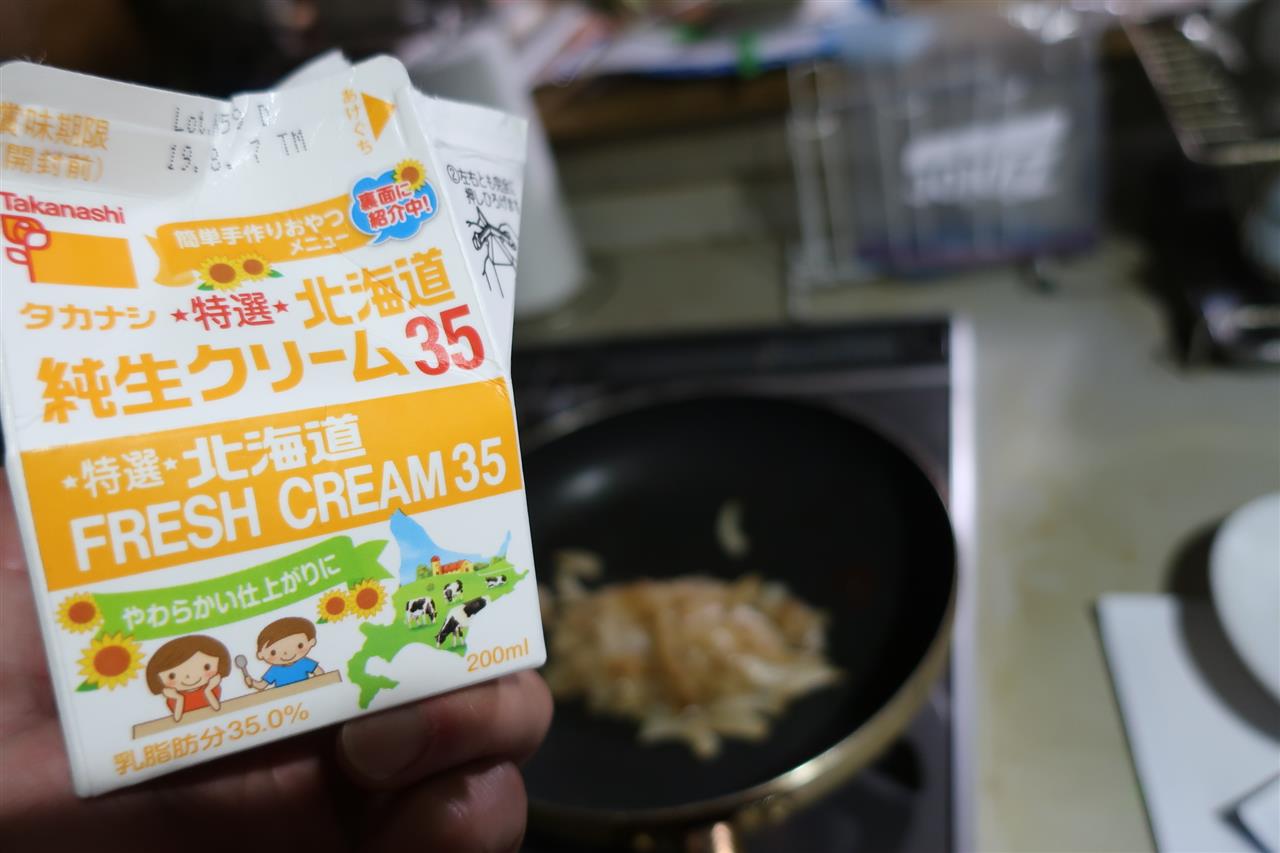 賞味期限
(開封前)
あけぐち
Takanashi
簡単手作りおやつ
メニュー
裏面に
紹介中!
タカナシ ★特選★ 北海道
純生クリーム35
★特選★北海道
FRESH CREAM 35
やわらかい仕上がりに
200ml
乳脂肪分35.0%